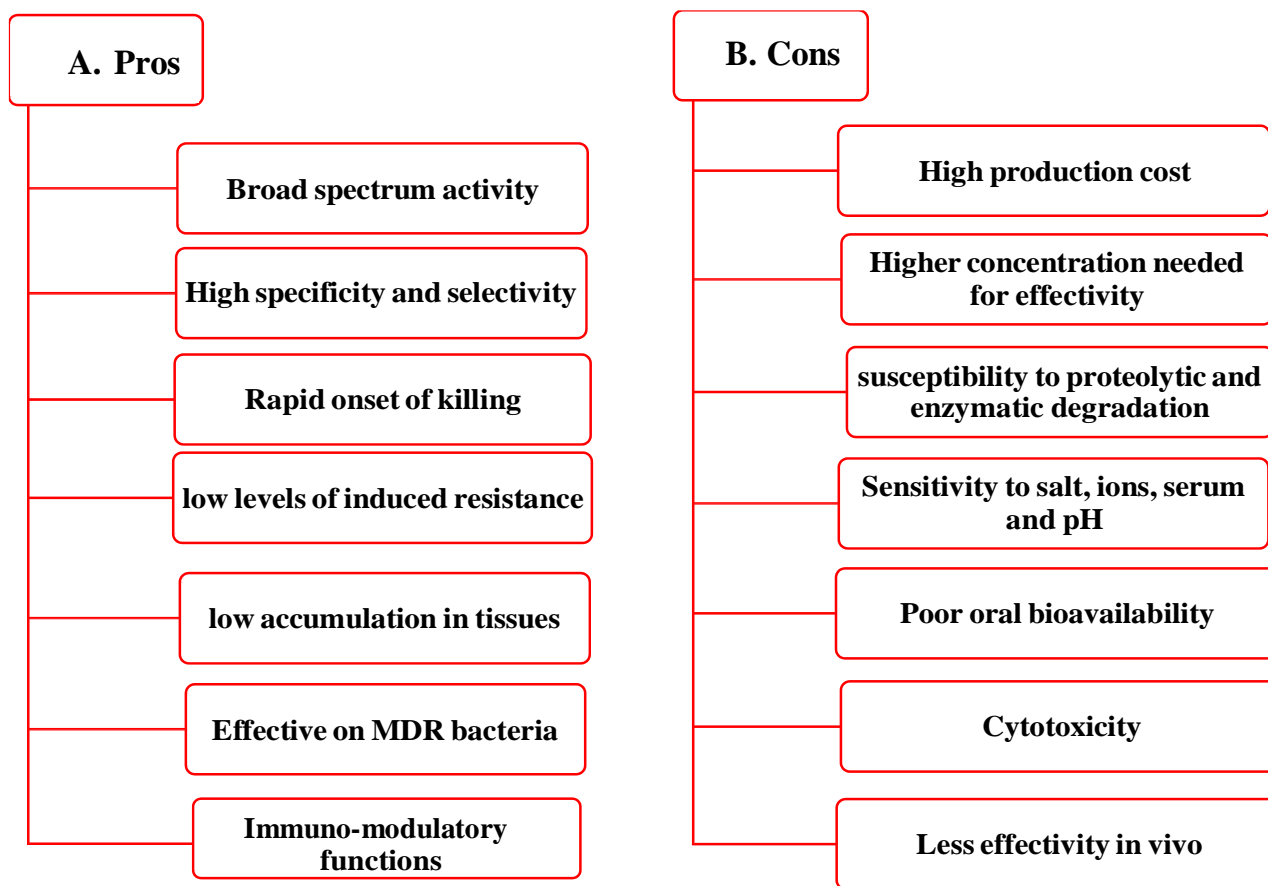 A. Pros
Broad spectrum activity
High specificity and selectivity
Rapid onset of killing
low levels of induced resistance
low accumulation in tissues
Effective on MDR bacteria
Immuno-modulatory
functions
B. Cons
High production cost
Higher concentration needed
for effectivity
susceptibility to proteolytic and
enzymatic degradation
Sensitivity to salt, ions, serum
and pH
Poor oral bioavailability
Cytotoxicity
Less effectivity in vivo